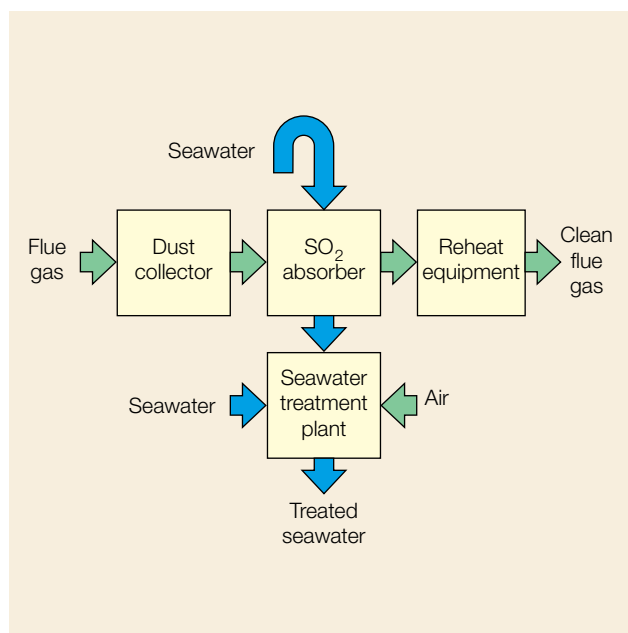 Seawater
Flue
gas
Dust
collector
SO₂
absorber
Reheat
equipment
Clean
flue
gas
Seawater
Seawater
treatment
plant
Air
Treated
seawater